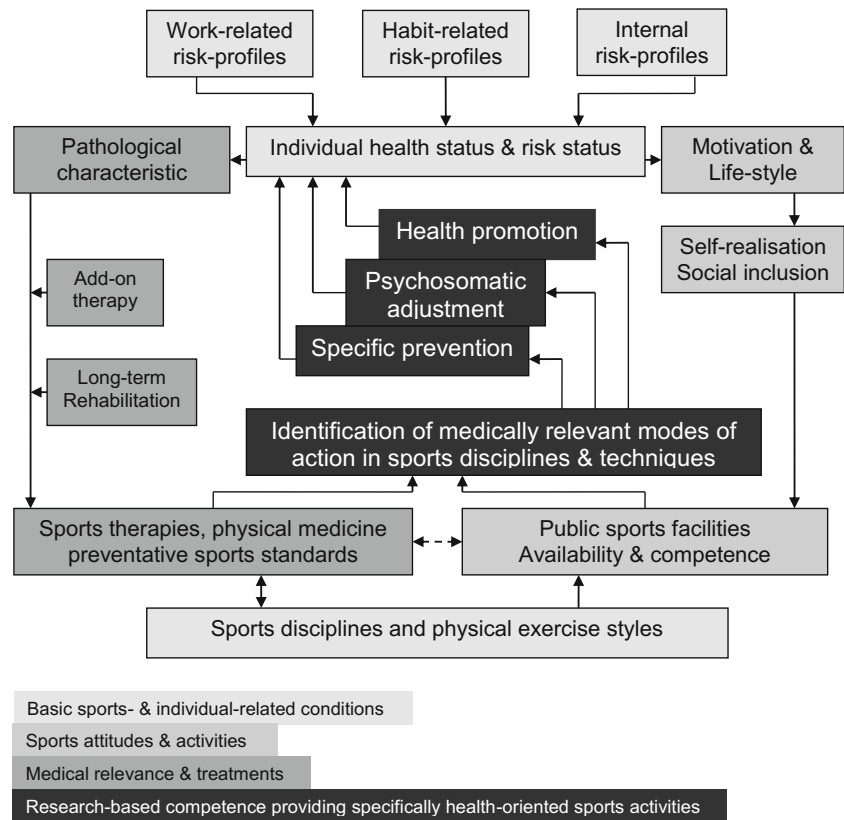 Work-related
risk-profiles
Habit-related
risk-profiles
Internal
risk-profiles
Pathological
characteristic
Individual health status & risk status
Motivation &
Life-style
Health promotion
Self-realisation
Social inclusion
Add-on
therapy
Psychosomatic
adjustment
Specific prevention
Long-term
Rehabilitation
Identification of medically relevant modes of
action in sports disciplines & techniques
Sports therapies, physical medicine
preventative sports standards
Public sports facilities
Availability & competence
Sports disciplines and physical exercise styles
Basic sports- & individual-related conditions
Sports attitudes & activities
Medical relevance & treatments
Research-based competence providing specifically health-oriented sports activities